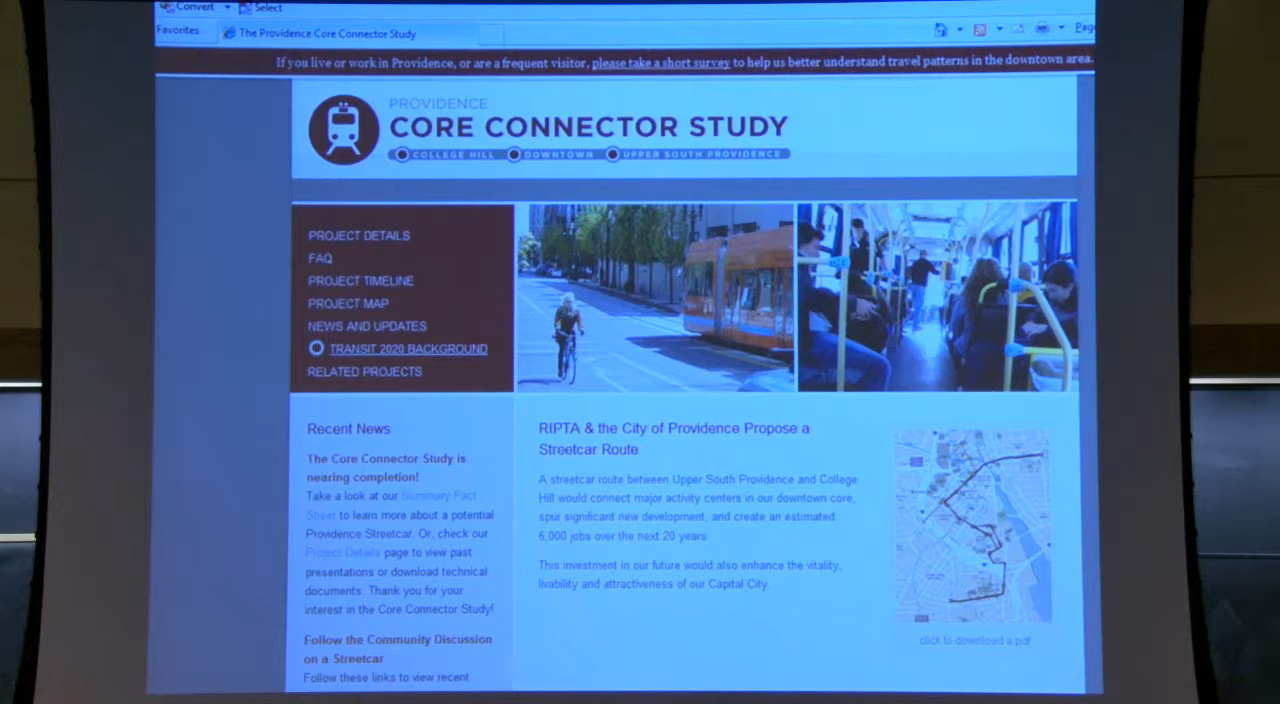 Convert Select
Favorites The Providence Core Connector Study
If you live or work in Providence, or are a frequent visitor, please take a short survey to help us better understand travel patterns in the downtown area.
PROVIDENCE
CORE CONNECTOR STUDY
COLLEGE HILL DOWNTOWN UPPER SOUTH PROVIDENCE
PROJECT DETAILS
FAQ
PROJECT TIMELINE
PROJECT MAP
NEWS AND UPDATES
TRANSIT 2020 BACKGROUND
RELATED PROJECTS
Recent News
The Core Connector Study is
nearing completion!
Take a look at our Summary Fact
Sheet to learn more about a potential
Providence Streetcar. Or, check our
Project Details page to view past
presentations or download technical
documents. Thank you for your
interest in the Core Connector Study!
Follow the Community Discussion
on a Streetcar
Follow these links to view recent
RIPTA & the City of Providence Propose a
Streetcar Route
A streetcar route between Upper South Providence and College
Hill would connect major activity centers in our downtown core,
spur significant new development, and create an estimated
6,000 jobs over the next 20 years.
This investment in our future would also enhance the vitality,
livability and attractiveness of our Capital City
click to download a pdf